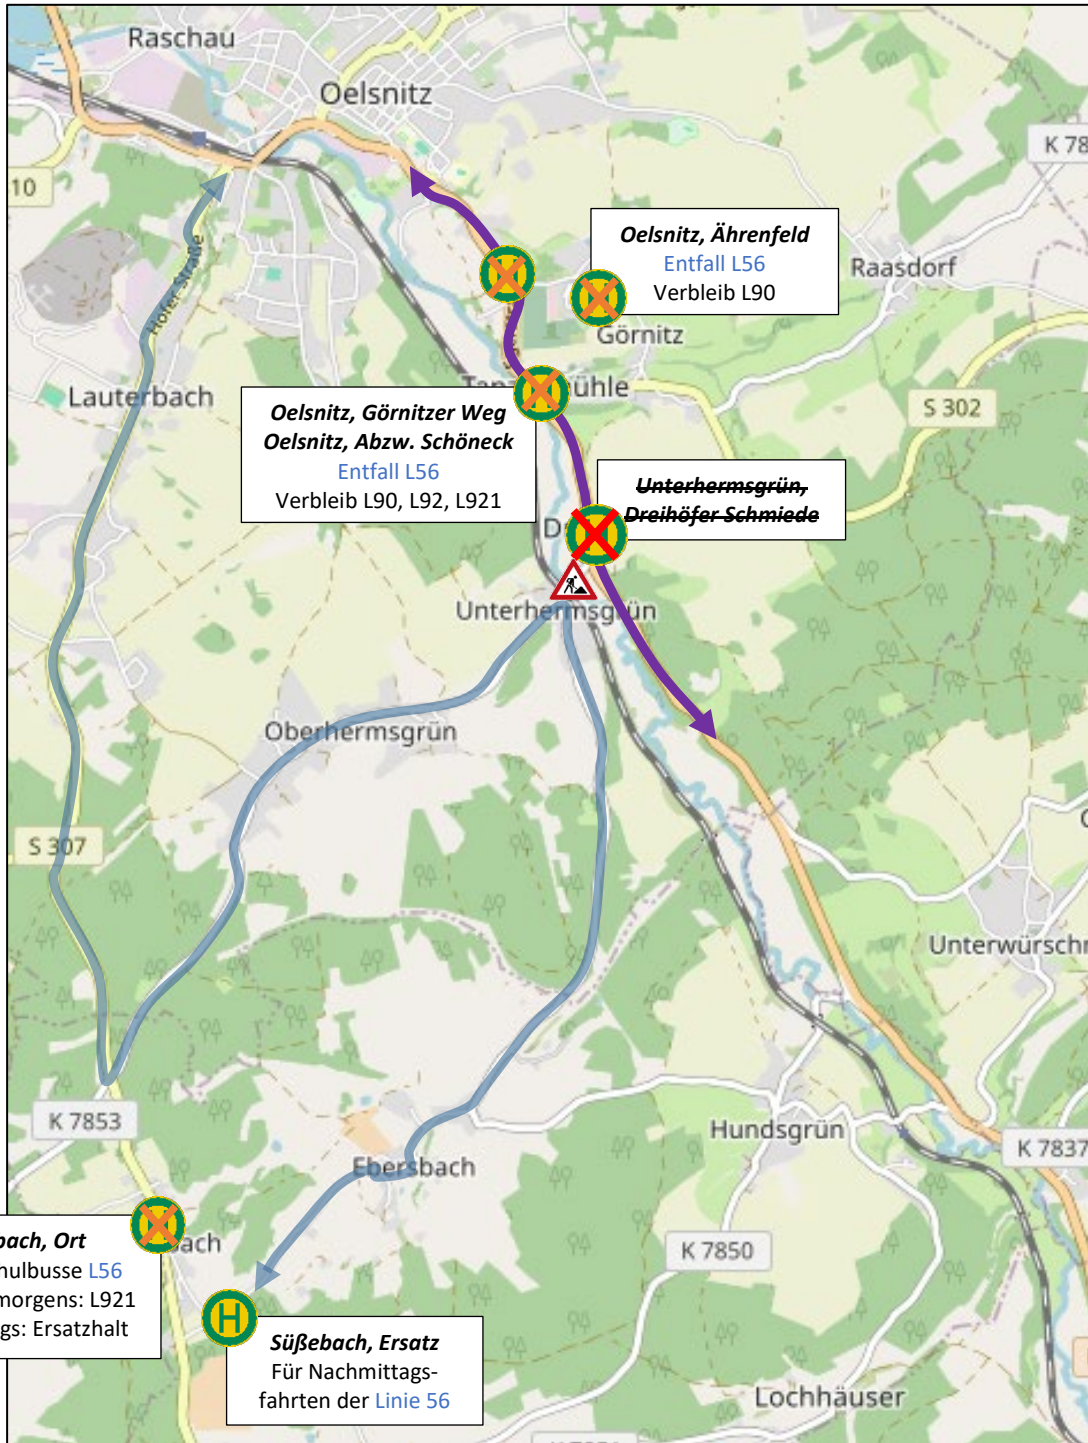 Raschau
Oelsnitz
K 78
10
Oelsnitz, Ährenfeld
Entfall L56
Verbleib L90
Raasdorf
Hofer Straße
Görnitz
Lauterbach
S 302
Oelsnitz, Görnitzer Weg
Oelsnitz, Abzw. Schöneck
Entfall L56
Verbleib L90, L92, L921
Unterhermsgrün,
Dreihöfer Schmiede
Unterhermsgrün
Oberhermsgrün
S 307
Unterwürschn
K 7853
Hundsgrün
K 7837
Ebersbach
bach, Ort
L56
morgens: L921
gs: Ersatzhalt
K 7850
H
Süßebach, Ersatz
Für Nachmittags-
fahrten der Linie 56
Lochhäuser